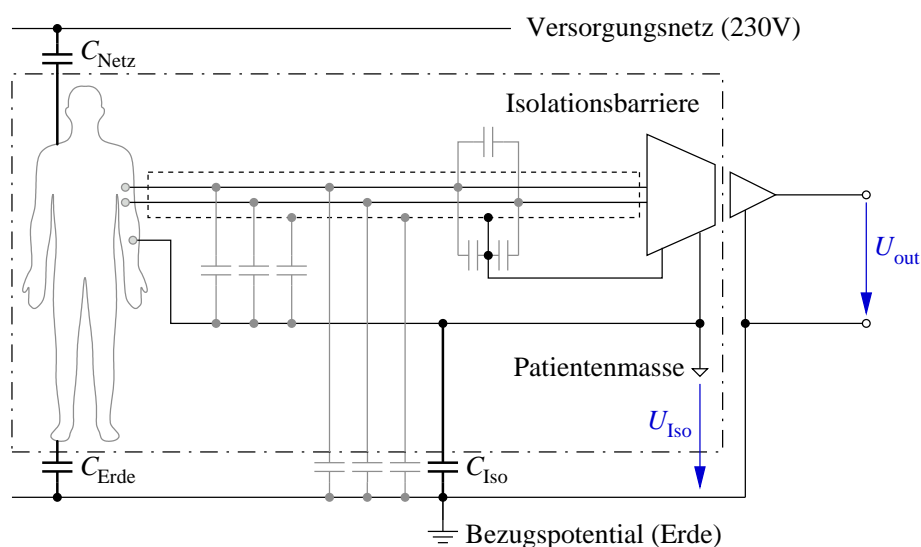 Versorgungsnetz (230V)
C_Netz
Isolationsbarriere
U_out
Patientenmasse
U_Iso
C_Erde
C_Iso
Bezugspotential (Erde)